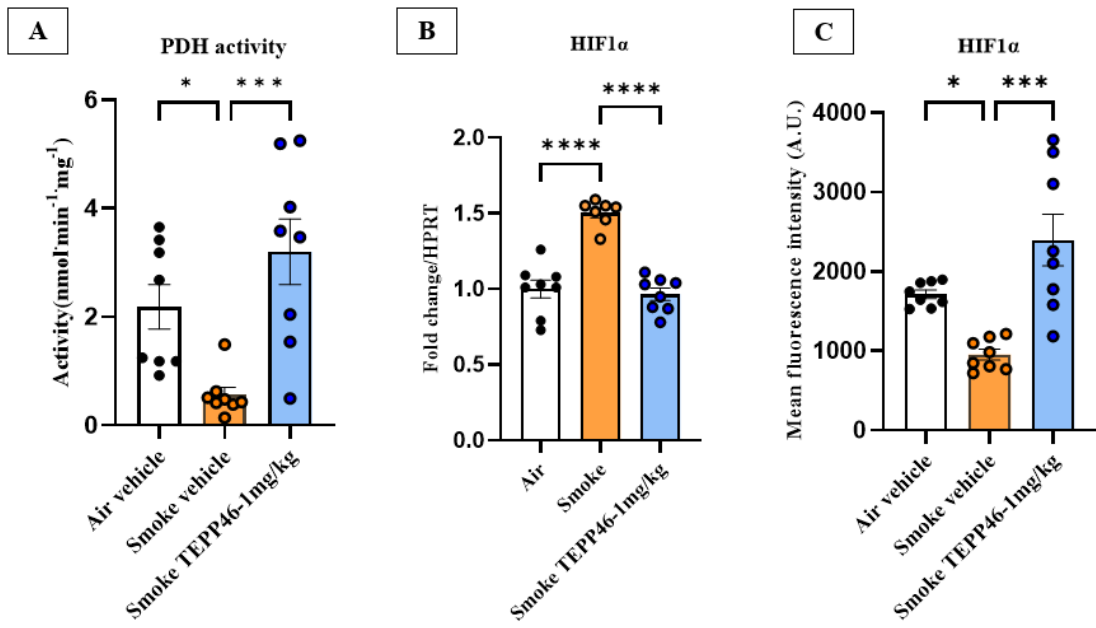 A
PDH activity
*
***
Activity(nmol·min-1·mg-1)
6
4
2
0
Air vehicle
Smoke vehicle
Smoke TEPP46-1mg/kg
B
HIF1α
****
****
Fold change/HPRT
2.0
1.5
1.0
0.5
0.0
Air
Smoke
Smoke TEPP46-1mg/kg
C
HIF1α
*
***
Mean fluorescence intensity (A.U.)
4000
3000
2000
1000
0
Air vehicle
Smoke vehicle
Smoke TEPP46-1mg/kg